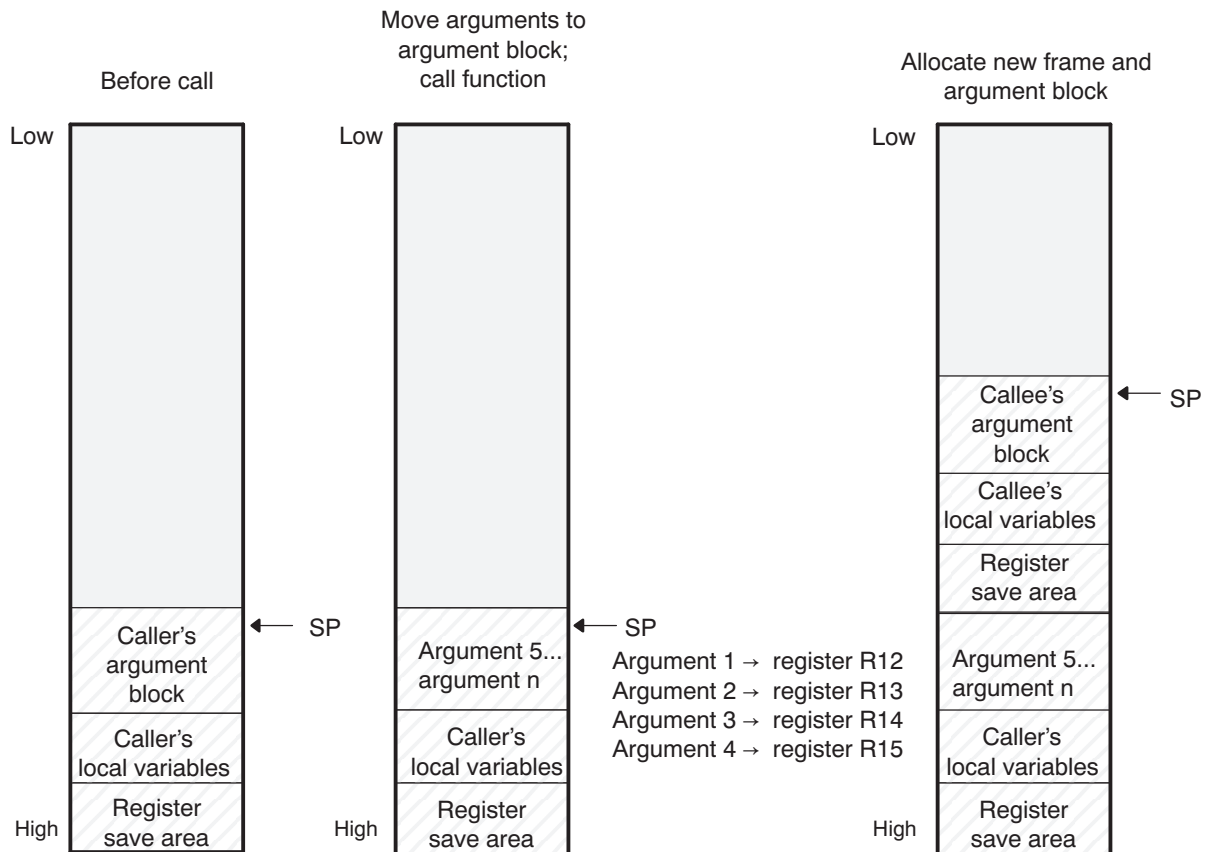 Before call
Low
SP
Caller's
argument
block
Caller's
local variables
Register
save area
High
Move arguments to
argument block;
call function
Low
SP
Argument 5...
argument n
Argument 1 → register R12
Argument 2 → register R13
Argument 3 → register R14
Argument 4 → register R15
Caller's
local variables
Register
save area
High
Allocate new frame and
argument block
Low
Callee's
argument
block
SP
Callee's
local variables
Register
save area
Argument 5...
argument n
Caller's
local variables
Register
save area
High